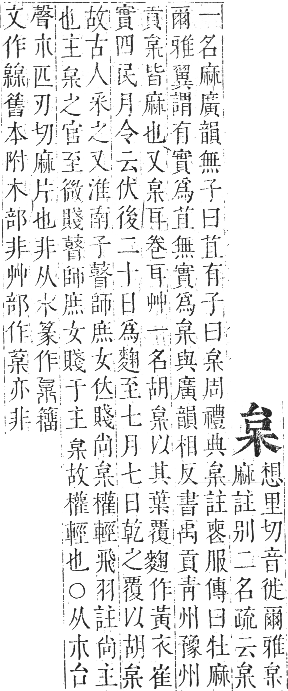 枲
想里切音徙爾雅枲
麻註别二名疏云枲
一名麻廣韻無子曰苴有子曰枲周禮典枲註喪服傳曰牡麻
爾雅翼謂有實爲苴無實爲枲與廣韻相反書禹貢青州豫州
貢枲皆麻也又枲耳卷耳艸一名胡枲以其葉覆麴作黃衣崔
實四民月令云伏後二十日爲麴至七月七日乾之覆以胡枲
故古人采之又淮南子瞽師庶女位賤尚枲權輕飛羽註尚主
也主枲之官至微賤瞽師庶女賤于主枲故權輕也○从朩台
聲朩匹刃切麻片也非从木篆作籀
文作舊本附木部非艸部作葈亦非